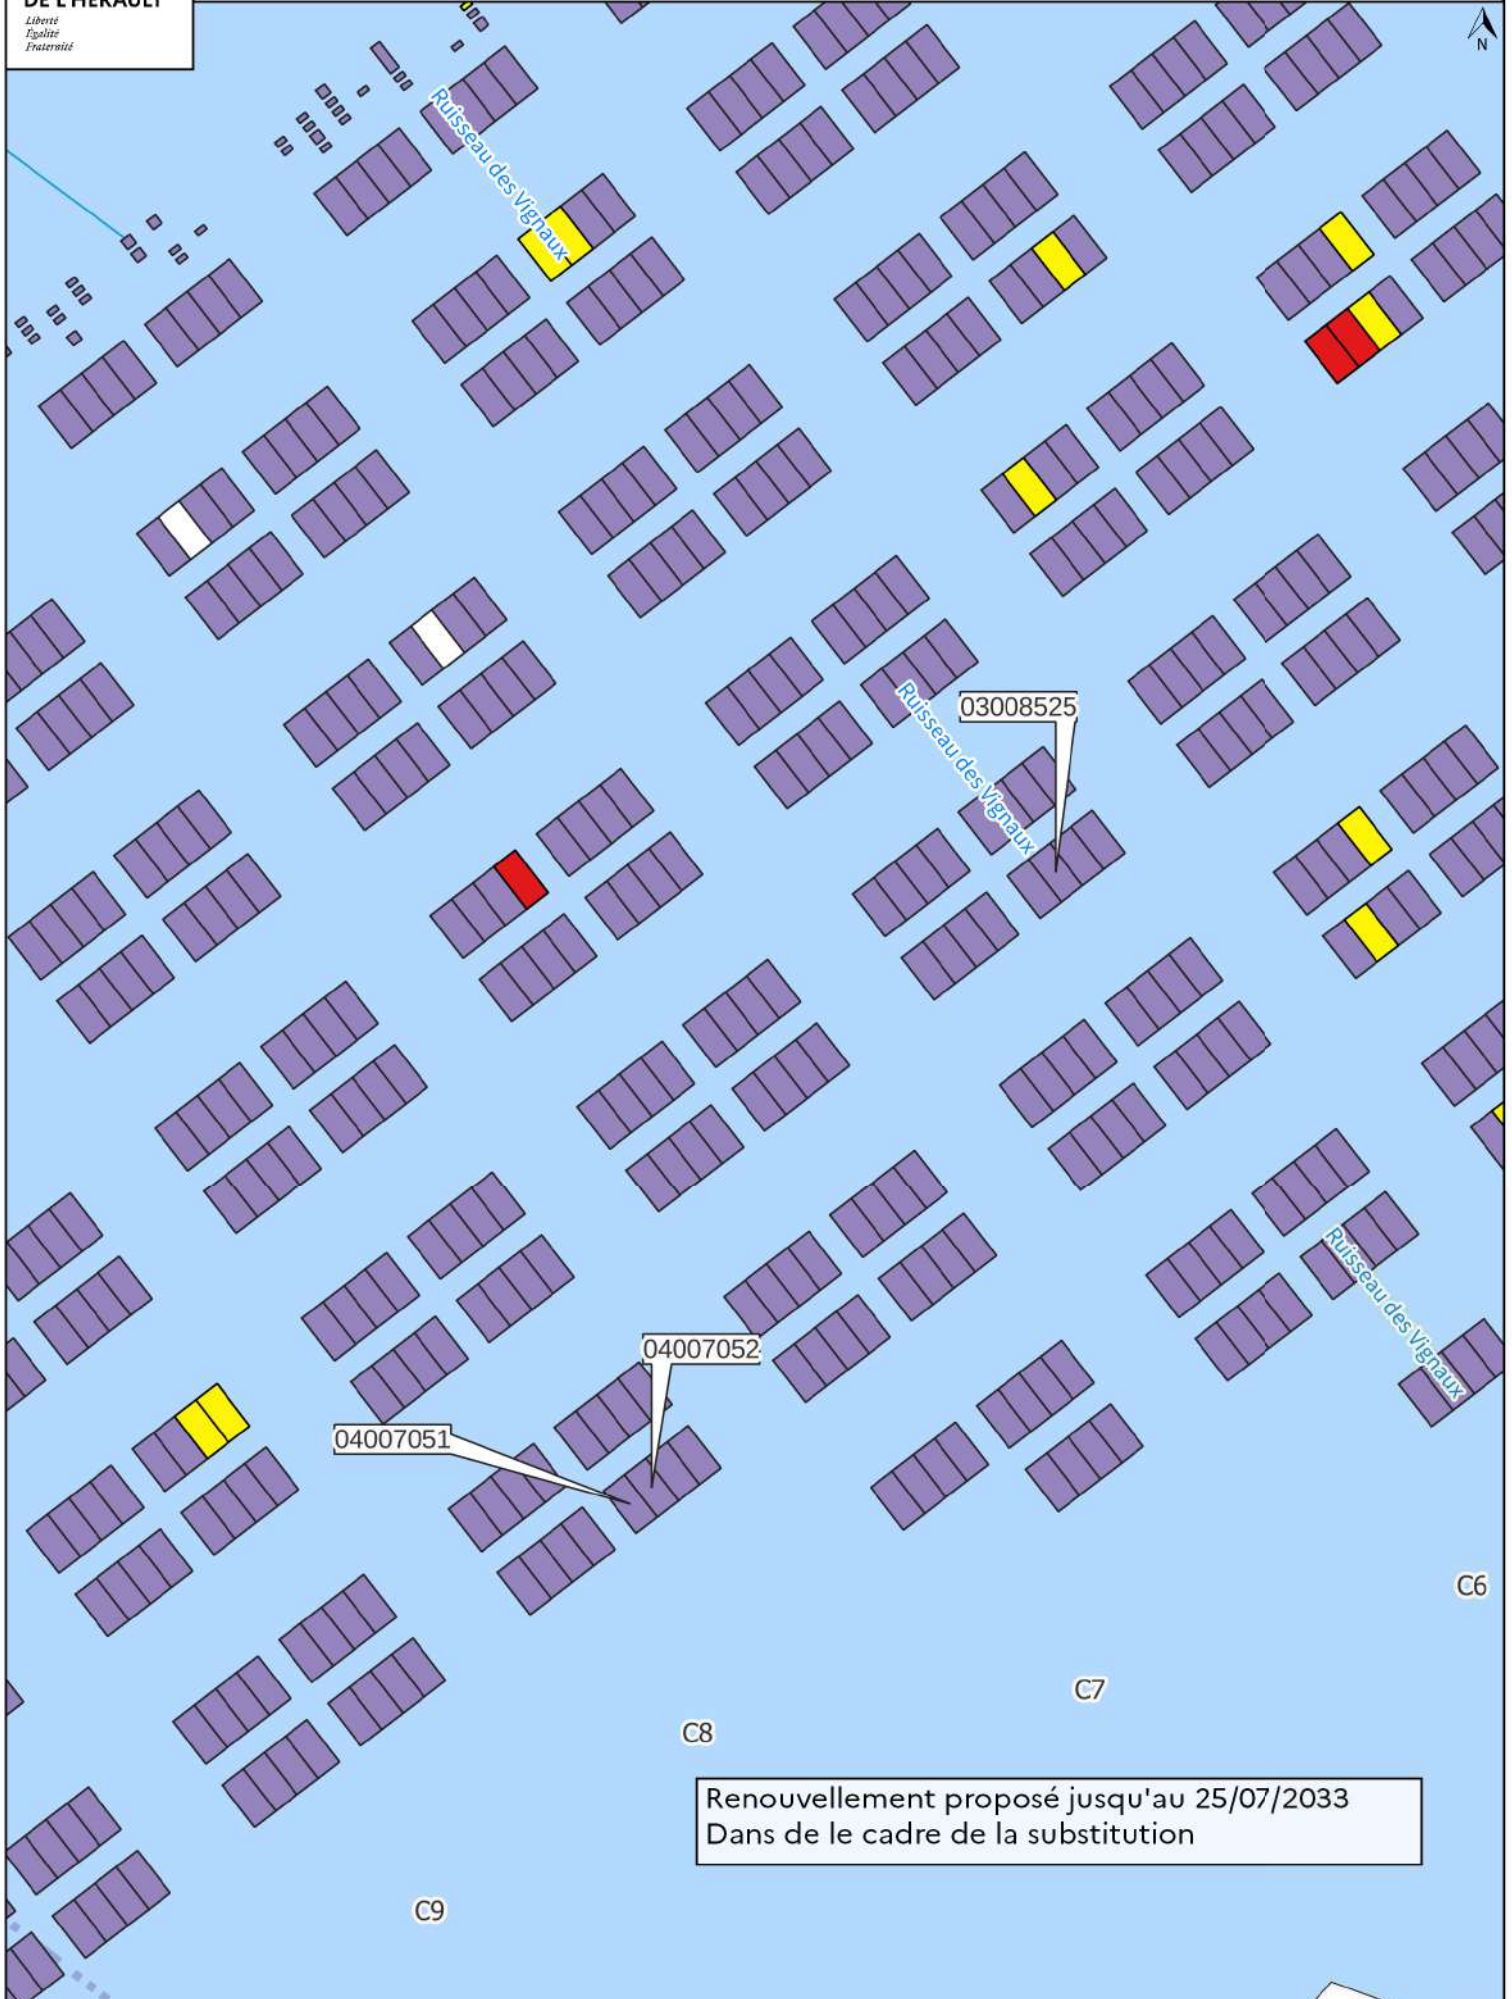 DE L'HÉRAULT
Liberté
Égalité
Fraternité
N
Ruisseau des Vignaux
Ruisseau des Vignaux
03008525
Ruisseau des Vignaux
04007052
04007051
C6
C7
C8
Renouvellement proposé jusqu'au 25/07/2033
Dans de le cadre de la substitution
C9